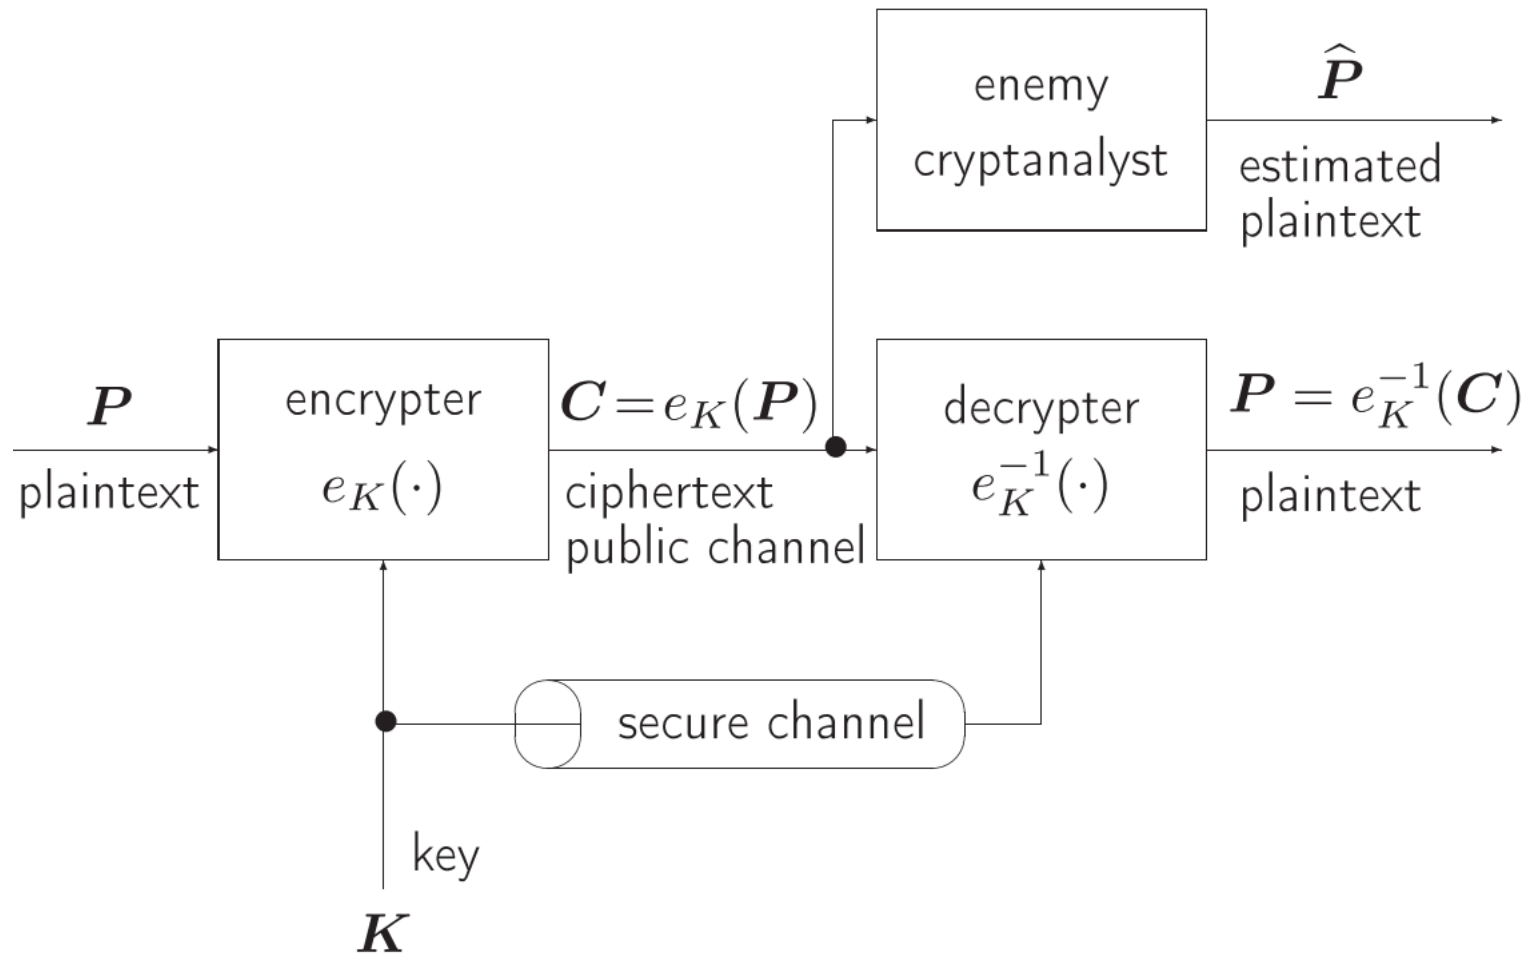 enemy
cryptanalyst
P̂
estimated
plaintext
P
plaintext
encrypter
e_K(·)
C=e_K(P)
ciphertext
public channel
decrypter
e_K^{-1}(·)
P = e_K^{-1}(C)
plaintext
secure channel
key
K